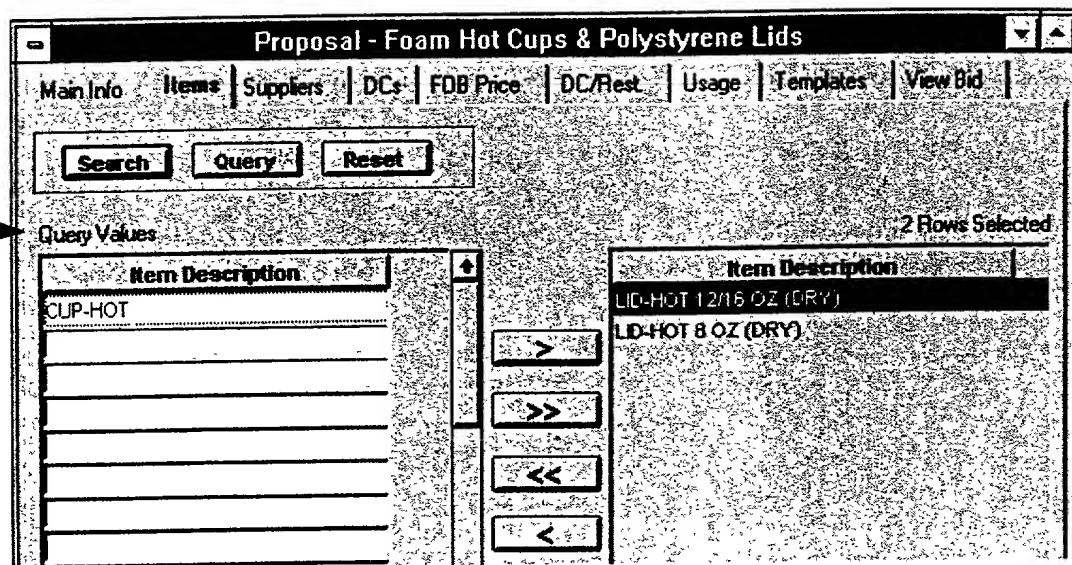 Proposal - Foam Hot Cups & Polystyrene Lids
Main Info Items Suppliers DCs FDB Price DC/Rest. Usage Templates View Bid
Search Query Reset
Query Values 2 Rows Selected
Item Description Item Description
CUP-HOT LID-HOT 12/16 OZ (DRY)
LID-HOT 8 OZ (DRY)
>
>>
<<
<